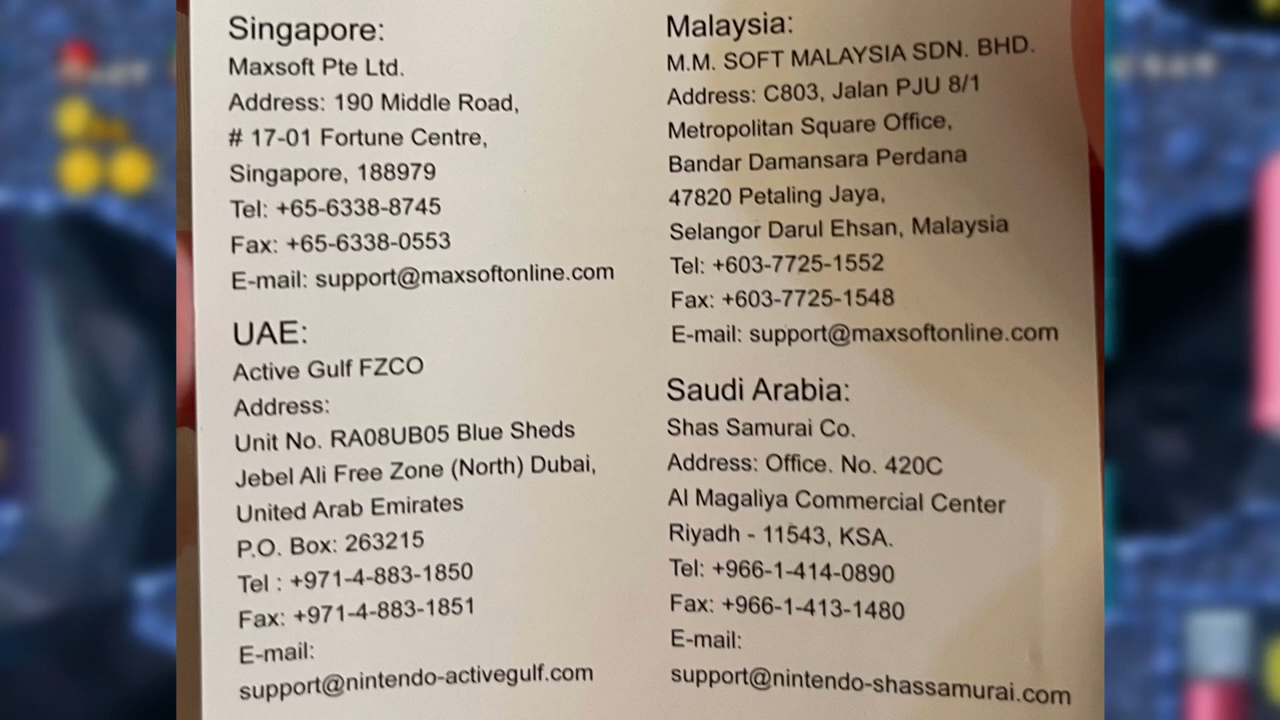 Singapore:
Maxsoft Pte Ltd.
Address: 190 Middle Road,
# 17-01 Fortune Centre,
Singapore, 188979
Tel: +65-6338-8745
Fax: +65-6338-0553
E-mail: support@maxsoftonline.com
UAE:
Active Gulf FZCO
Address:
Unit No. RA08UB05 Blue Sheds
Jebel Ali Free Zone (North) Dubai,
United Arab Emirates
P.O. Box: 263215
Tel : +971-4-883-1850
Fax: +971-4-883-1851
E-mail:
support@nintendo-activegulf.com
Malaysia:
M.M. SOFT MALAYSIA SDN. BHD.
Address: C803, Jalan PJU 8/1
Metropolitan Square Office,
Bandar Damansara Perdana
47820 Petaling Jaya,
Selangor Darul Ehsan, Malaysia
Tel: +603-7725-1552
Fax: +603-7725-1548
E-mail: support@maxsoftonline.com
Saudi Arabia:
Shas Samurai Co.
Address: Office. No. 420C
Al Magaliya Commercial Center
Riyadh - 11543, KSA.
Tel: +966-1-414-0890
Fax: +966-1-413-1480
E-mail:
support@nintendo-shassamurai.com